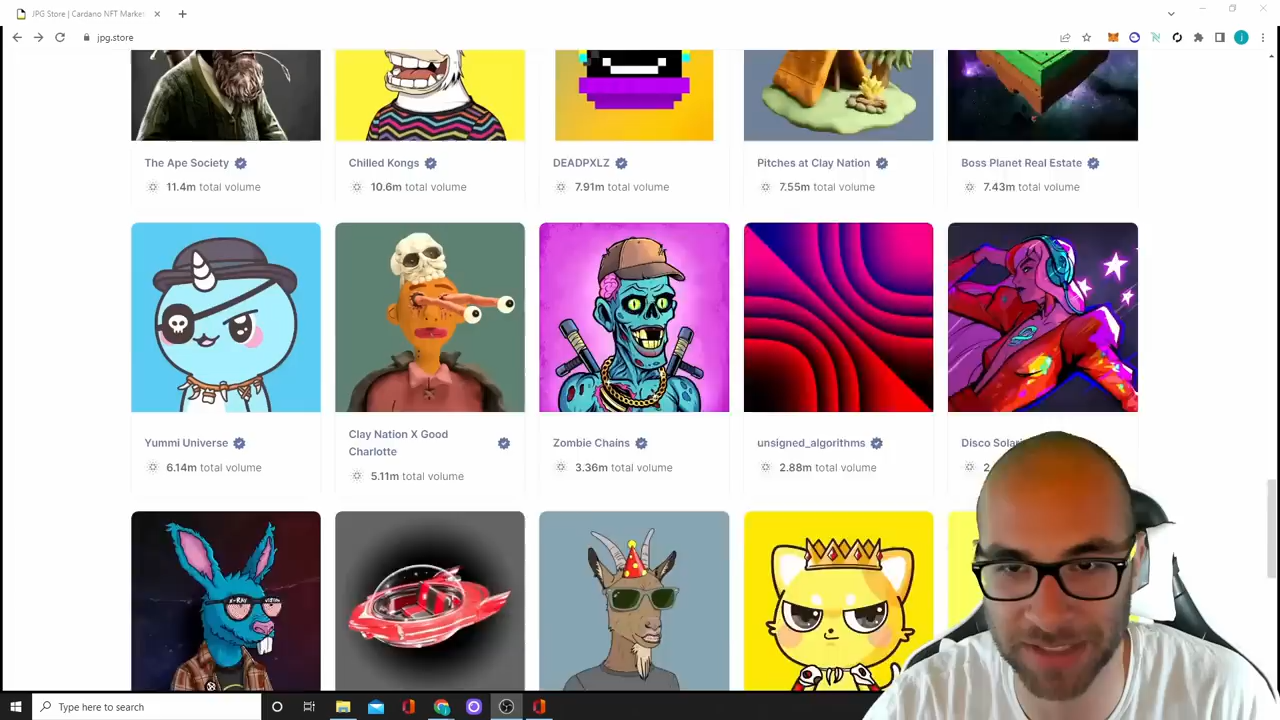 JPG Store | Cardano NFT Marke
jpg.store
The Ape Society
Chilled Kongs
DEADPXLZ
Pitches at Clay Nation
Boss Planet Real Estate
11.4m total volume
10.6m total volume
7.91m total volume
7.55m total volume
7.43m total volume
Yummi Universe
Clay Nation X Good
Charlotte
Zombie Chains
unsigned_algorithms
Disco Solari
6.14m total volume
5.11m total volume
3.36m total volume
2.88m total volume
2.
X-RAY VISION
Type here to search